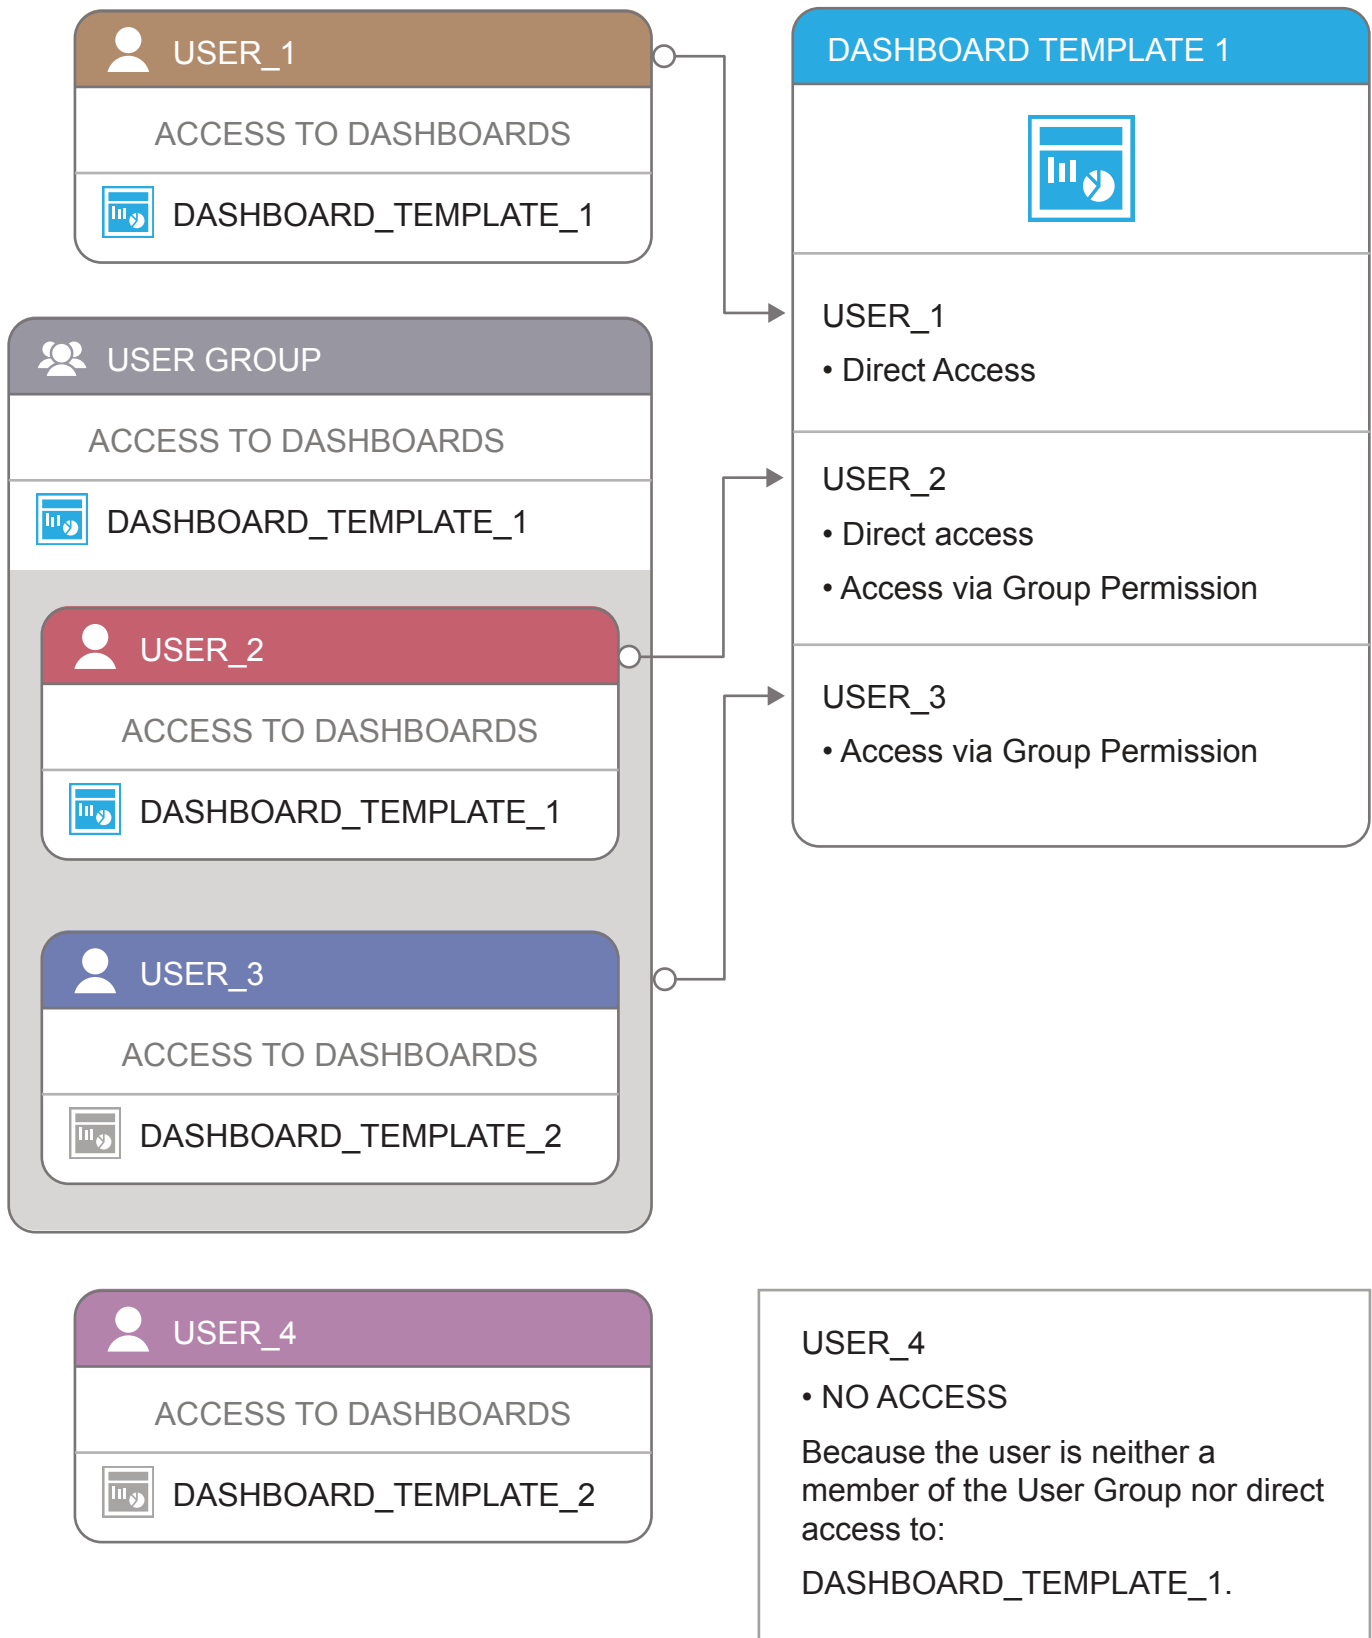 USER_1
ACCESS TO DASHBOARDS
DASHBOARD_TEMPLATE_1
USER GROUP
ACCESS TO DASHBOARDS
DASHBOARD_TEMPLATE_1
USER_2
ACCESS TO DASHBOARDS
DASHBOARD_TEMPLATE_1
USER_3
ACCESS TO DASHBOARDS
DASHBOARD_TEMPLATE_2
USER_4
ACCESS TO DASHBOARDS
DASHBOARD_TEMPLATE_2
DASHBOARD TEMPLATE 1
USER_1
• Direct Access
USER_2
• Direct access
• Access via Group Permission
USER_3
• Access via Group Permission
USER_4
• NO ACCESS
Because the user is neither a
member of the User Group nor direct
access to:
DASHBOARD_TEMPLATE_1.